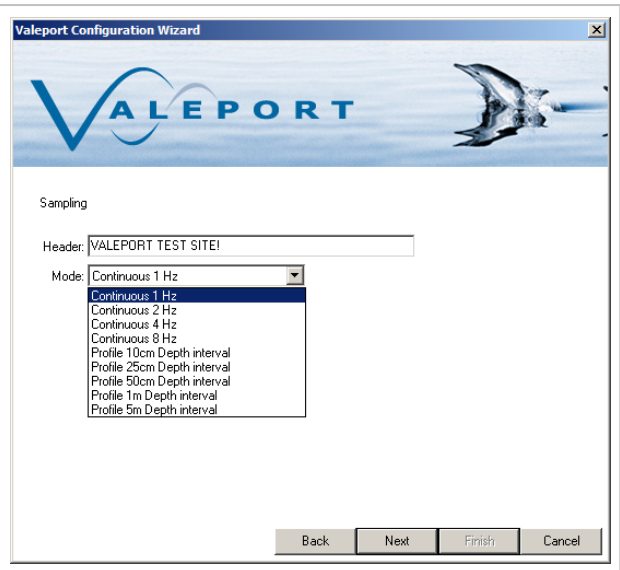 Valeport Configuration Wizard
VALEPORT
Sampling
Header: VALEPORT TEST SITE!
Mode: Continuous 1 Hz
Continuous 1 Hz
Continuous 2 Hz
Continuous 4 Hz
Continuous 8 Hz
Profile 10cm Depth interval
Profile 25cm Depth interval
Profile 50cm Depth interval
Profile 1m Depth interval
Profile 5m Depth interval
Back Next Finish Cancel